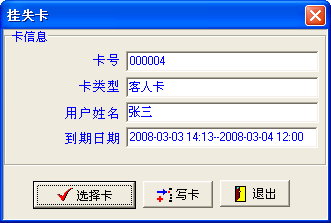 挂失卡
卡信息
卡号 000004
卡类型 客人卡
用户姓名 张三
到期日期 2008-03-03 14:13--2008-03-04 12:00
选择卡 写卡 退出